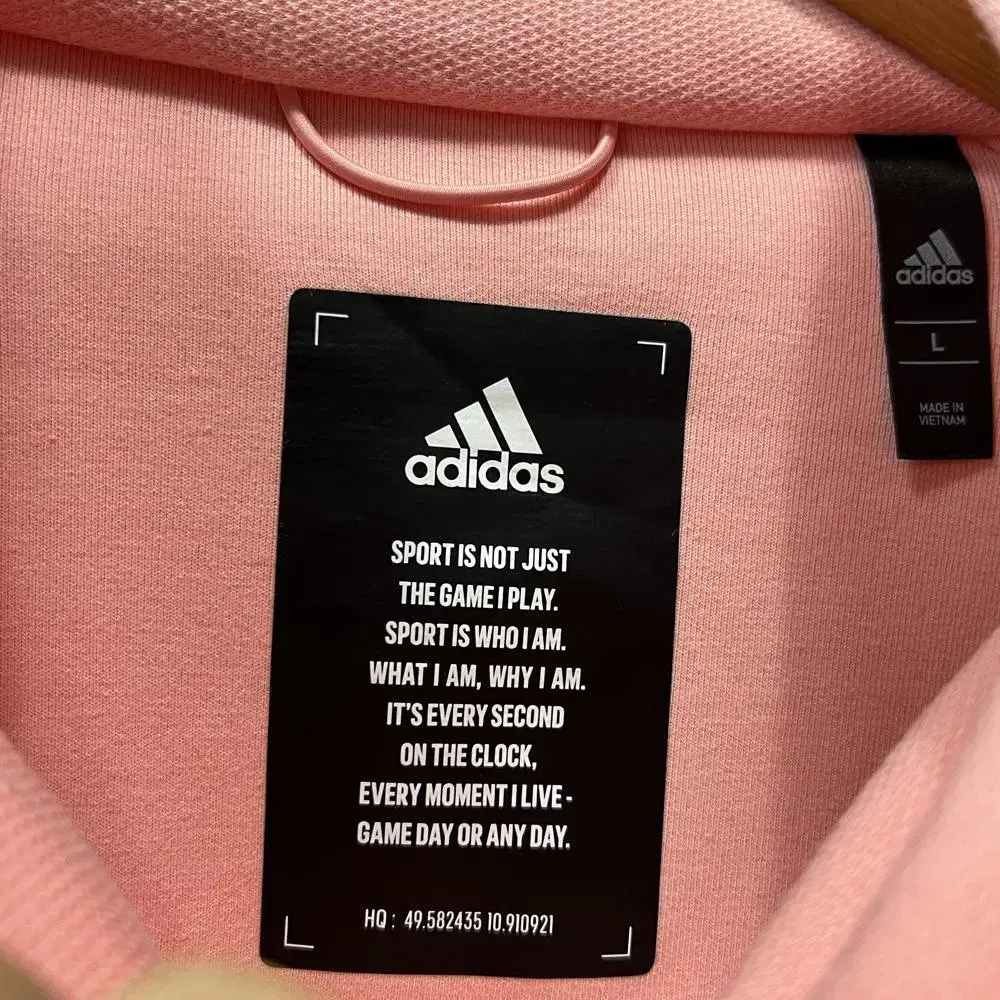 adidas
SPORT IS NOT JUST
THE GAME I PLAY.
SPORT IS WHO I AM.
WHAT I AM, WHY I AM.
IT'S EVERY SECOND
ON THE CLOCK,
EVERY MOMENT I LIVE -
GAME DAY OR ANY DAY.
HQ : 49.582435 10.910921
adidas
L
MADE IN
VIETNAM